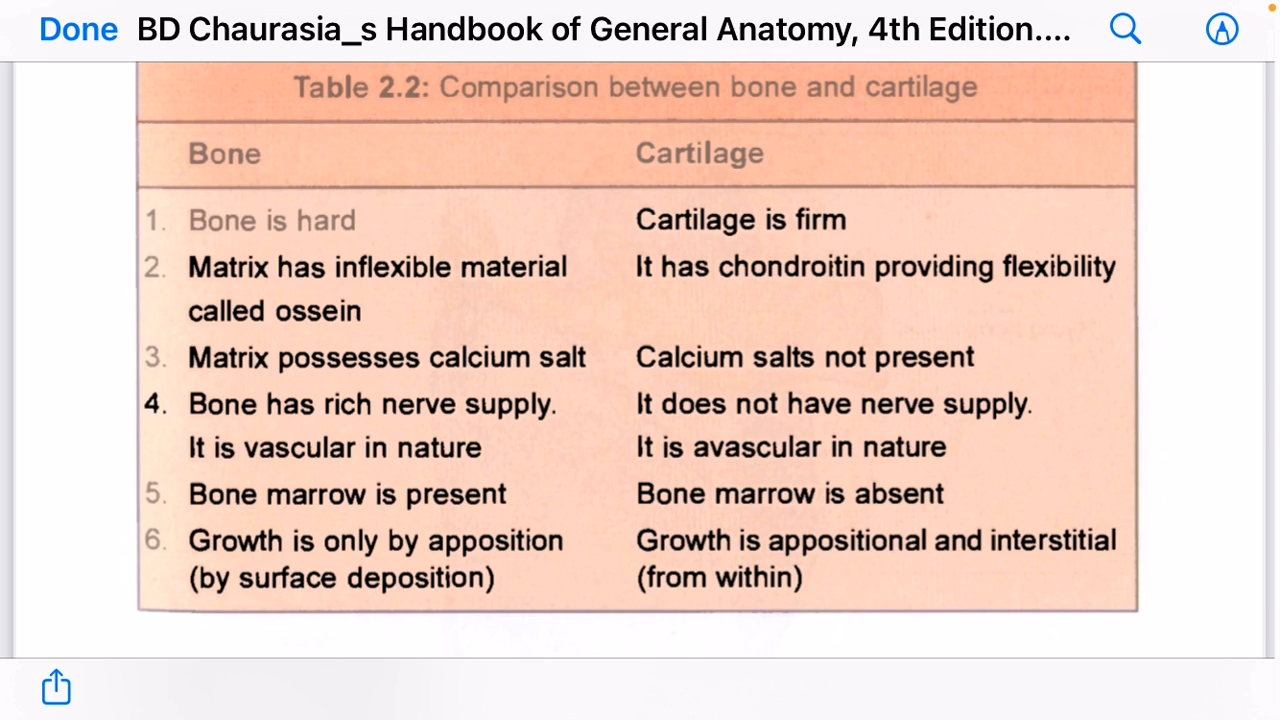 Done BD Chaurasia_s Handbook of General Anatomy, 4th Edition....
Table 2.2: Comparison between bone and cartilage
Bone Cartilage
1. Bone is hard Cartilage is firm
2. Matrix has inflexible material It has chondroitin providing flexibility
called ossein
3. Matrix possesses calcium salt Calcium salts not present
4. Bone has rich nerve supply. It does not have nerve supply.
It is vascular in nature It is avascular in nature
5. Bone marrow is present Bone marrow is absent
6. Growth is only by apposition Growth is appositional and interstitial
(by surface deposition) (from within)